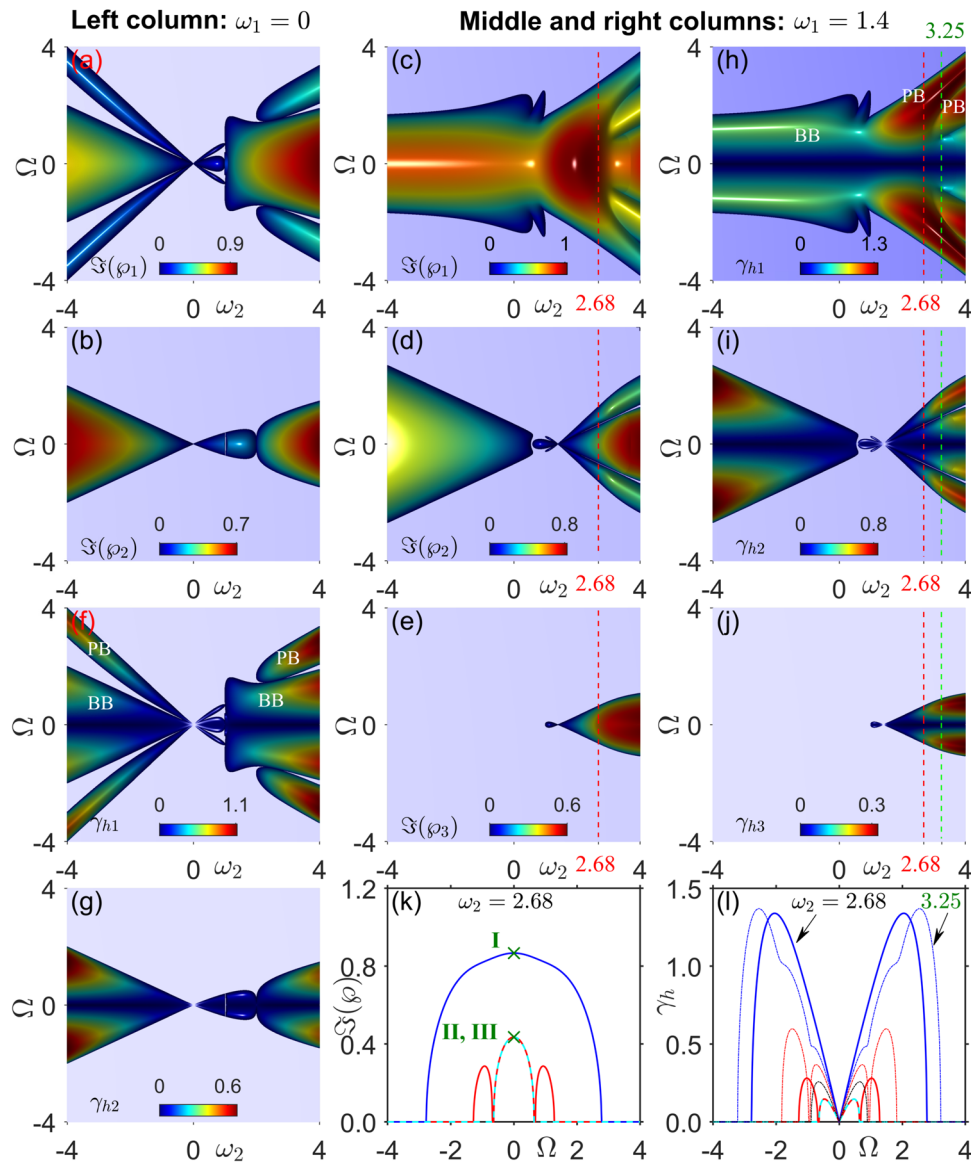 Left column: ω₁ = 0
Middle and right columns: ω₁ = 1.4
3.25
4 (a) (c) (h) PB PB
Ω 0 Ω 0 Ω 0 BB
0 0.9 0 1 0 1.3
ℑ(℘₁) ℑ(℘₁) γh1
-4 -4 -4
0 ω₂ 4 -4 0 ω₂ 2.68 4 -4 0 ω₂ 2.68 4
-4
4 (b) 4 (d) 4 (i)
Ω 0 Ω 0 Ω 0
0 0.7 0 0.8 0 0.8
ℑ(℘₂) ℑ(℘₂) γh2
-4 -4 -4
-4 0 ω₂ 4 -4 0 ω₂ 2.68 4 -4 0 ω₂ 2.68 4
4 (f) PB PB 4 (e) 4 (j)
BB BB
Ω 0 Ω 0 Ω 0
0 1.1 0 0.6 0 0.3
γh1 ℑ(℘₃) γh3
-4 -4 -4
-4 0 ω₂ 4 -4 0 ω₂ 2.68 4 -4 0 ω₂ 2.68 4
4 (g) 1.2 (k) ω₂ = 2.68 1.5 (l) ω₂ = 2.68 3.25
I
Ω 0 ℑ(℘) 0.8 γh 1.0
II, III
0 0.6 0.4 0.5
γh2
-4 0 0.0
-4 0 ω₂ 4 -4 -2 0 Ω 2 4 -4 -2 0 Ω 2 4